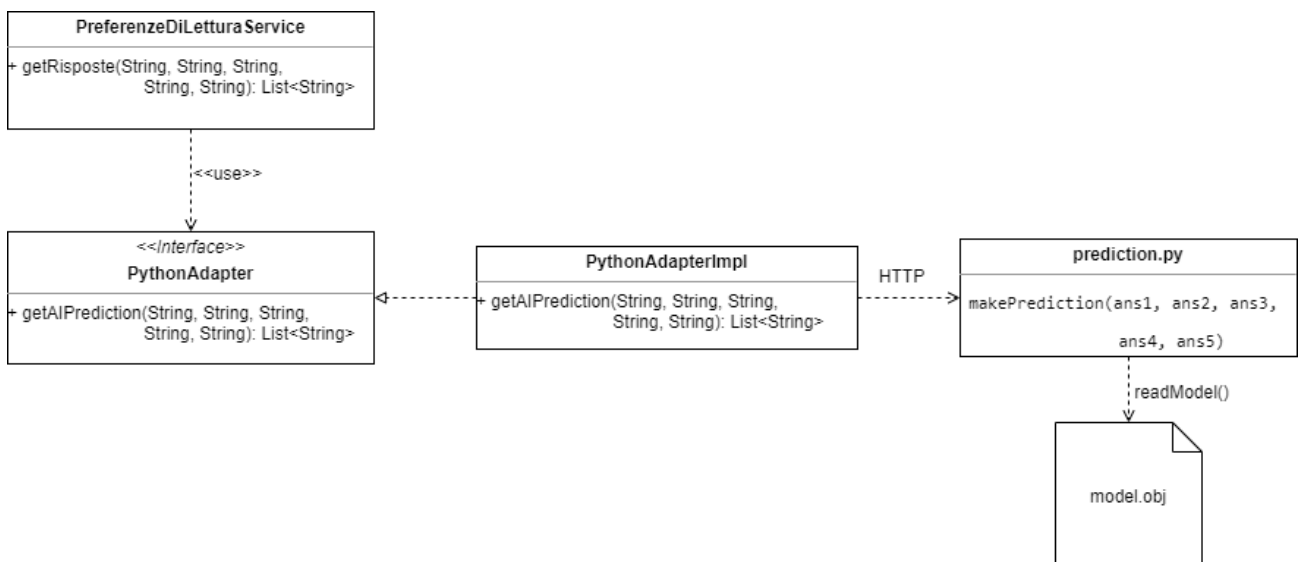 PreferenzeDiLetturaService
+ getRisposte(String, String, String,
String, String): List<String>
<<use>>
<<Interface>>
PythonAdapter
+ getAIPrediction(String, String, String,
String, String): List<String>
PythonAdapterImpl
+ getAIPrediction(String, String, String,
String, String): List<String>
HTTP
prediction.py
makePrediction(ans1, ans2, ans3,
ans4, ans5)
readModel()
model.obj